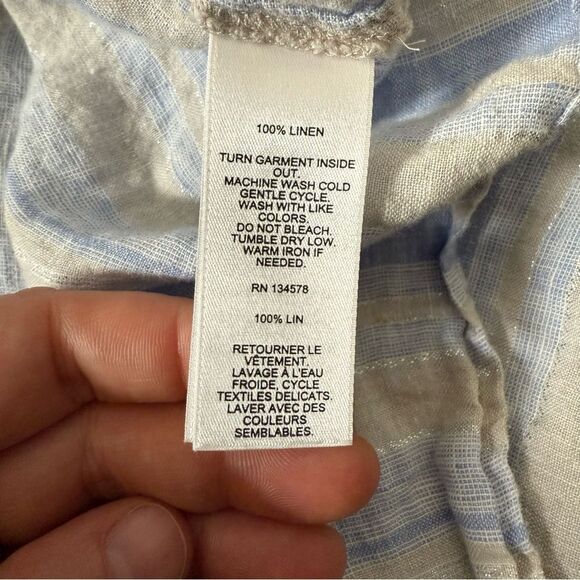 100% LINEN
TURN GARMENT INSIDE
OUT.
MACHINE WASH COLD
GENTLE CYCLE.
WASH WITH LIKE
COLORS.
DO NOT BLEACH.
TUMBLE DRY LOW.
WARM IRON IF
NEEDED.
RN 134578
100% LIN
RETOURNER LE
VÊTEMENT.
LAVAGE À L'EAU
FROIDE, CYCLE
TEXTILES DELICATS.
LAVER AVEC DES
COULEURS
SEMBLABLES.